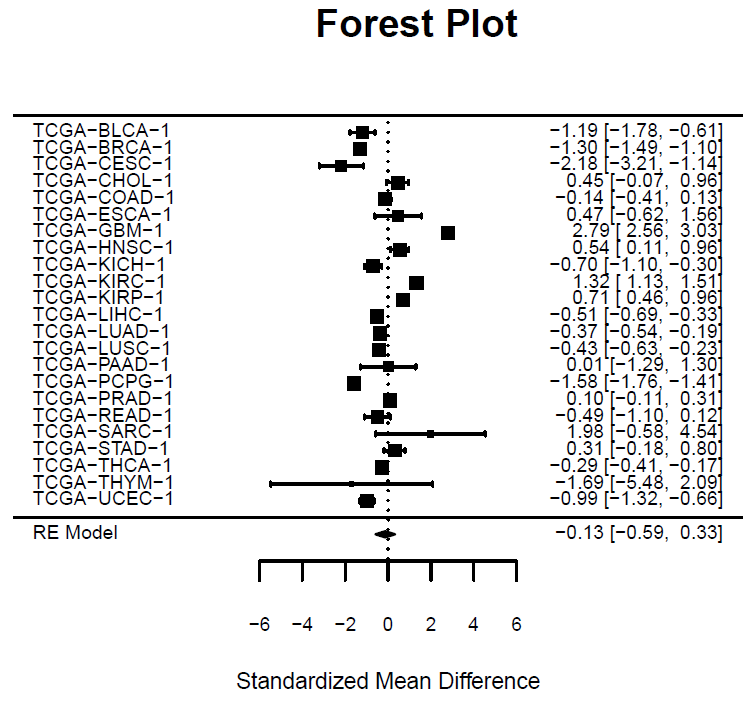 Forest Plot
TCGA−BLCA−1 −1.19 [−1.78, −0.61]
TCGA−BRCA−1 −1.30 [−1.49, −1.10]
TCGA−CESC−1 −2.18 [−3.21, −1.14]
TCGA−CHOL−1 0.45 [−0.07, 0.96]
TCGA−COAD−1 −0.14 [−0.41, 0.13]
TCGA−ESCA−1 0.47 [−0.62, 1.56]
TCGA−GBM−1 2.79 [ 2.56, 3.03]
TCGA−HNSC−1 0.54 [ 0.11, 0.96]
TCGA−KICH−1 −0.70 [−1.10, −0.30]
TCGA−KIRC−1 1.32 [ 1.13, 1.51]
TCGA−KIRP−1 0.71 [ 0.46, 0.96]
TCGA−LIHC−1 −0.51 [−0.69, −0.33]
TCGA−LUAD−1 −0.37 [−0.54, −0.19]
TCGA−LUSC−1 −0.43 [−0.63, −0.23]
TCGA−PAAD−1 0.01 [−1.29, 1.30]
TCGA−PCPG−1 −1.58 [−1.76, −1.41]
TCGA−PRAD−1 0.10 [−0.11, 0.31]
TCGA−READ−1 −0.49 [−1.10, 0.12]
TCGA−SARC−1 1.98 [−0.58, 4.54]
TCGA−STAD−1 0.31 [−0.18, 0.80]
TCGA−THCA−1 −0.29 [−0.41, −0.17]
TCGA−THYM−1 −1.69 [−5.48, 2.09]
TCGA−UCEC−1 −0.99 [−1.32, −0.66]
RE Model −0.13 [−0.59, 0.33]
−6 −4 −2 0 2 4 6
Standardized Mean Difference